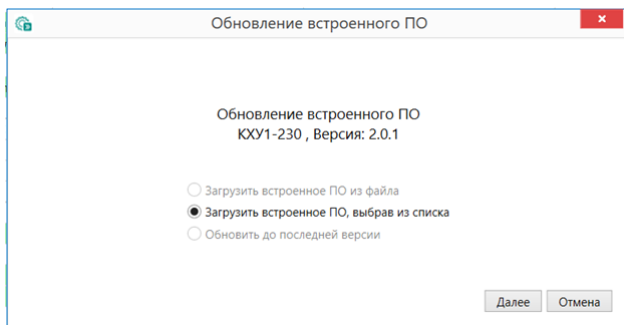 Обновление встроенного ПО
Обновление встроенного ПО
КХУ1-230 , Версия: 2.0.1
Загрузить встроенное ПО из файла
Загрузить встроенное ПО, выбрав из списка
Обновить до последней версии
Далее
Отмена